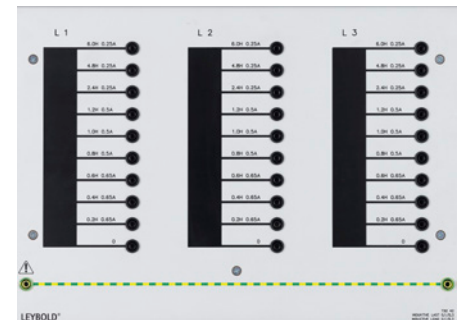 L 1
6.0H 0.25A
4.8H 0.25A
2.4H 0.25A
1.2H 0.5A
1.0H 0.5A
0.8H 0.5A
0.6H 0.65A
0.4H 0.65A
0.2H 0.65A
0
L 2
6.0H 0.25A
4.8H 0.25A
2.4H 0.25A
1.2H 0.5A
1.0H 0.5A
0.8H 0.5A
0.6H 0.65A
0.4H 0.65A
0.2H 0.65A
0
L 3
6.0H 0.25A
4.8H 0.25A
2.4H 0.25A
1.2H 0.5A
1.0H 0.5A
0.8H 0.5A
0.6H 0.65A
0.4H 0.65A
0.2H 0.65A
0
LEYBOLD®